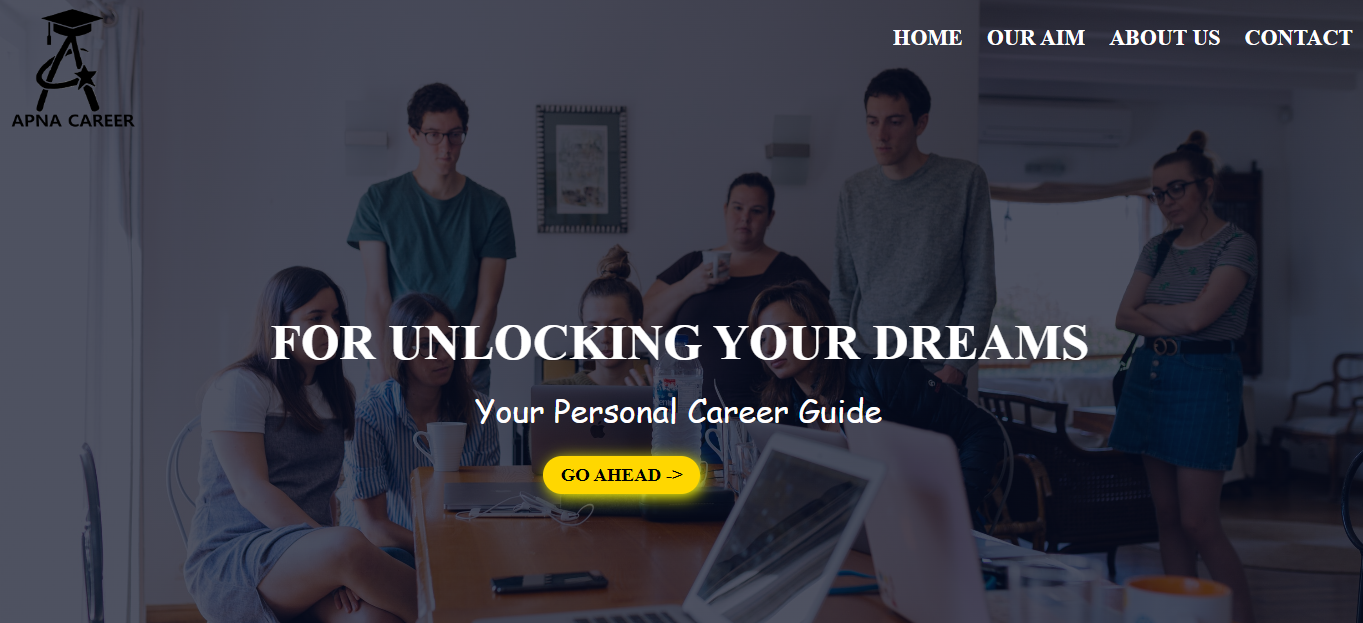 APNA CAREER
HOME OUR AIM ABOUT US CONTACT
FOR UNLOCKING YOUR DREAMS
Your Personal Career Guide
GO AHEAD ->